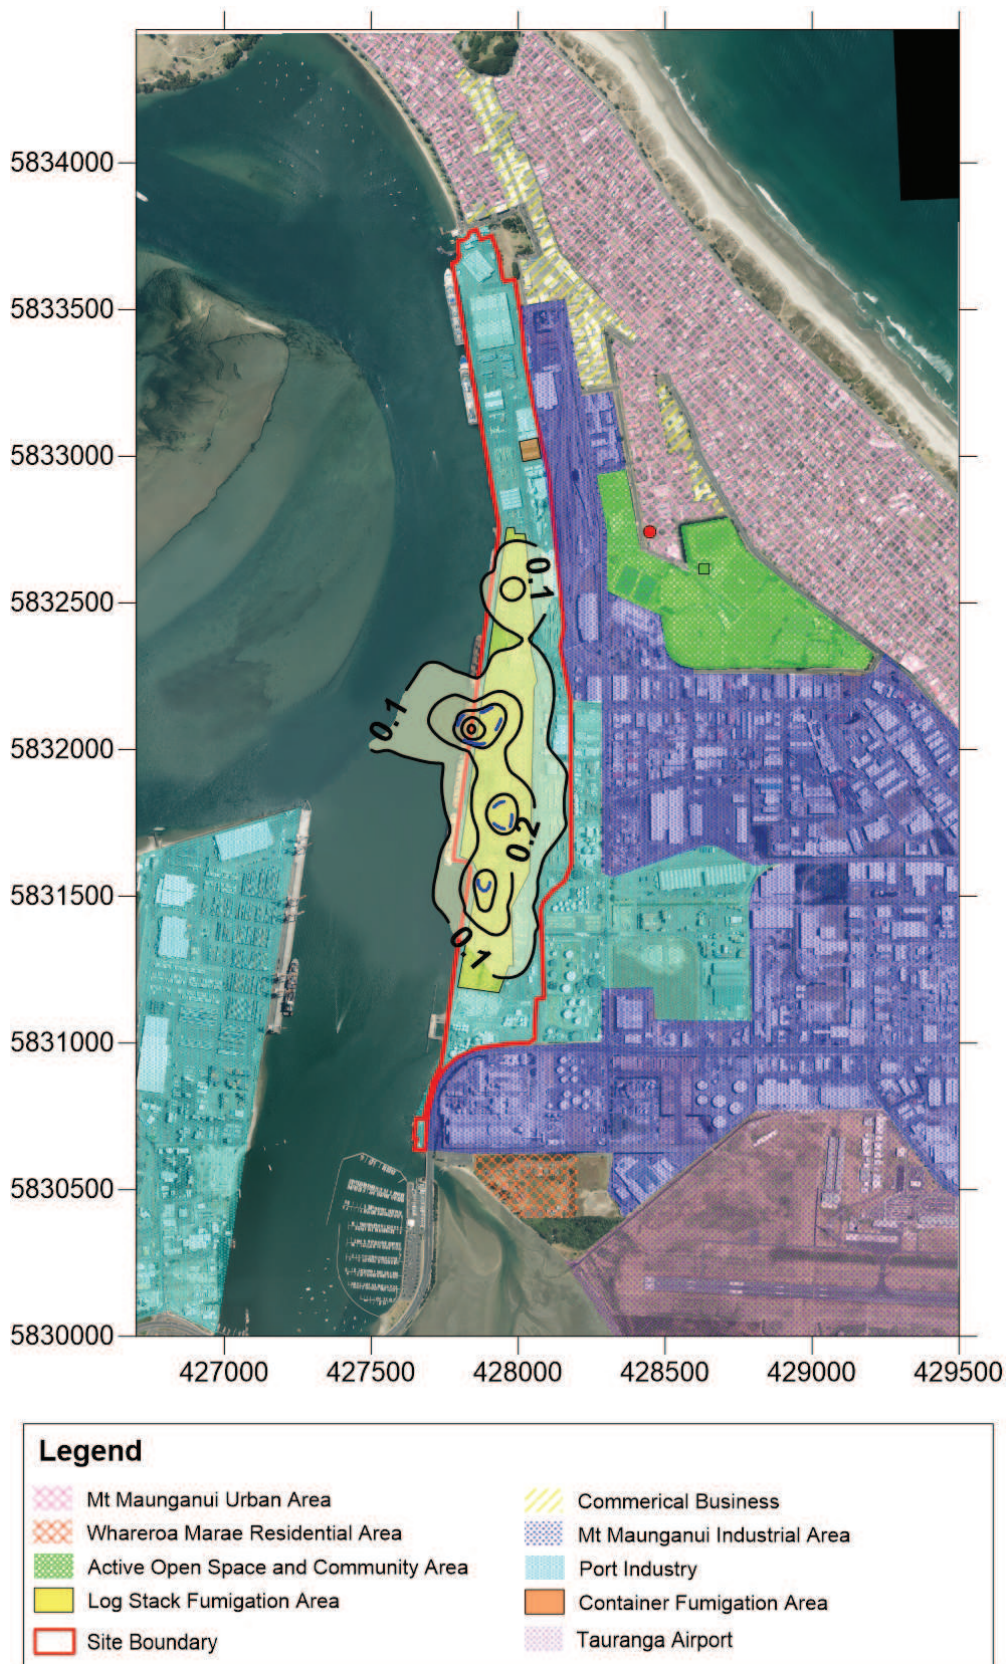 5834000
5833500
5833000
5832500
5832000
5831500
5831000
5830500
5830000
0.1
0.1
0.2
0.1
427000 427500 428000 428500 429000 429500
Legend
Mt Maunganui Urban Area
Whareroa Marae Residential Area
Active Open Space and Community Area
Log Stack Fumigation Area
Site Boundary
Commerical Business
Mt Maunganui Industrial Area
Port Industry
Container Fumigation Area
Tauranga Airport